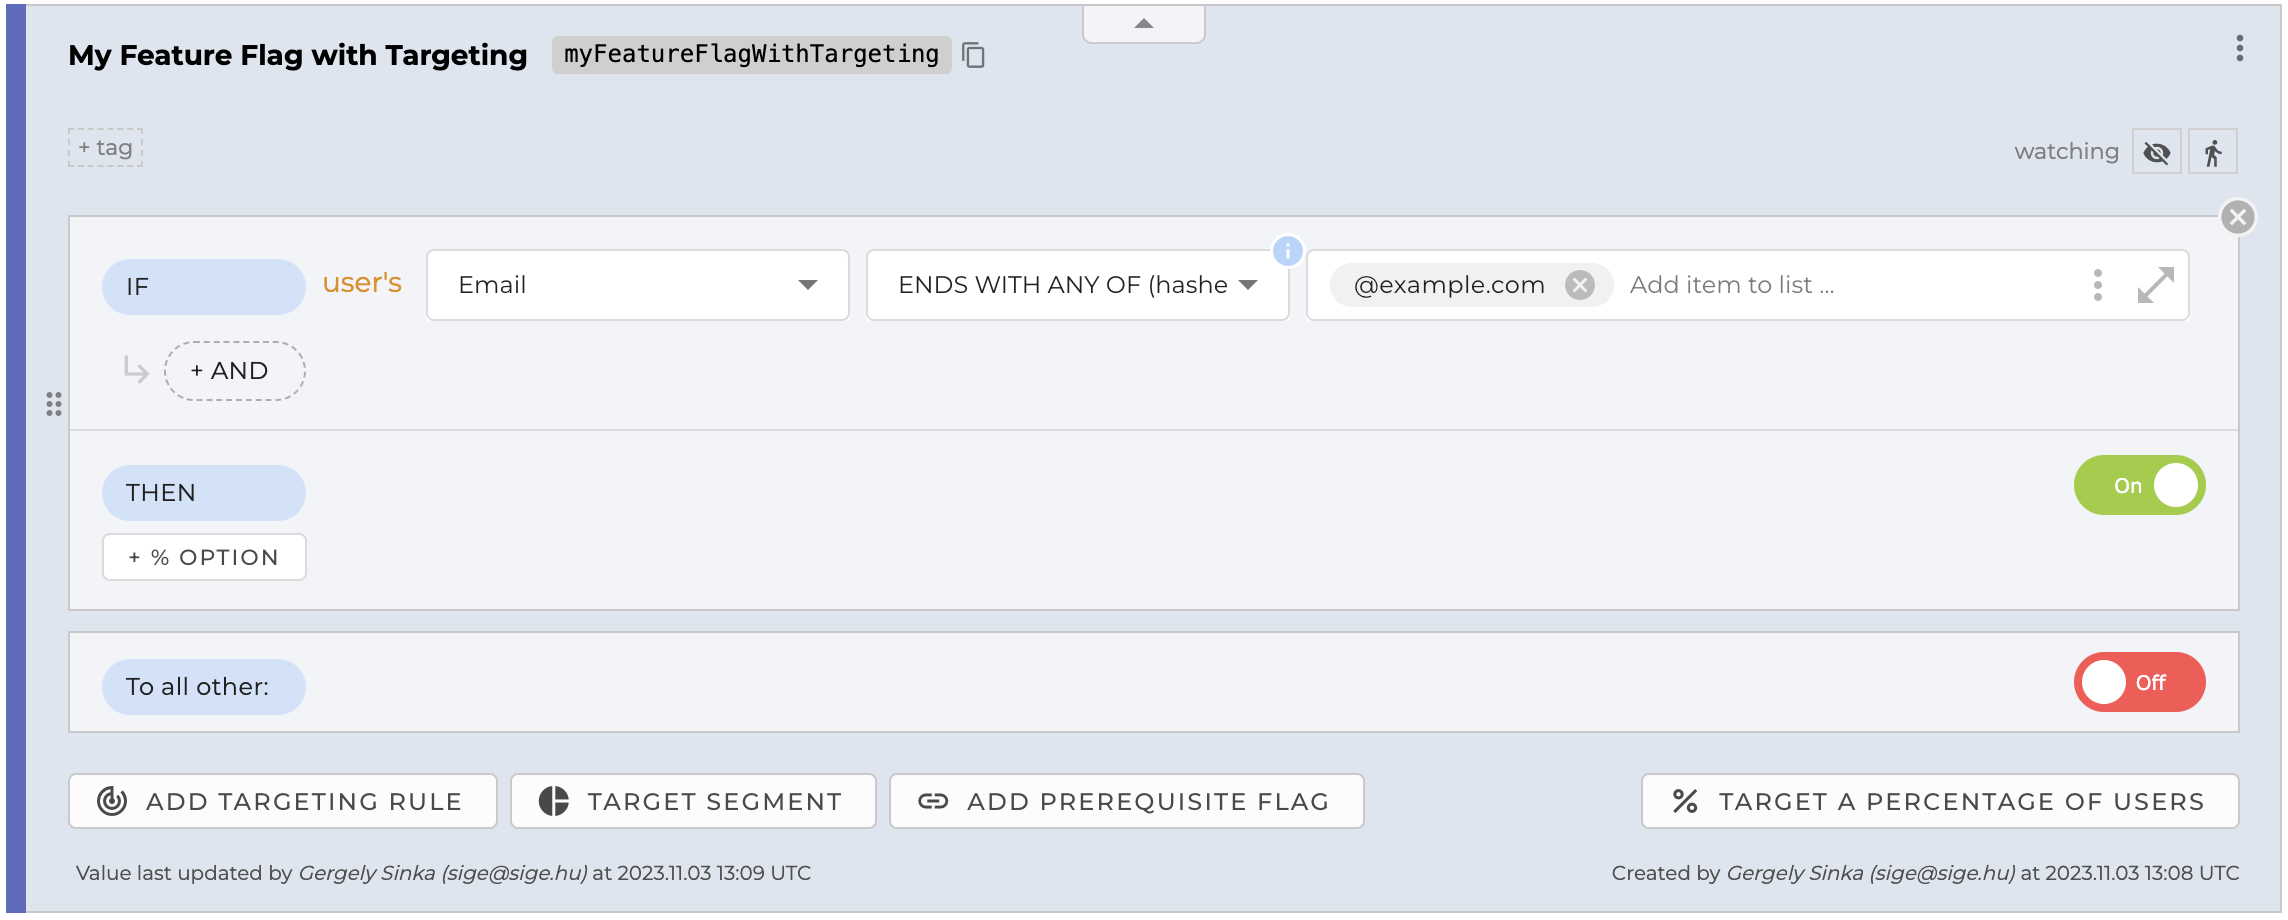 My Feature Flag with Targeting myFeatureFlagWithTargeting
+ tag
watching
IF user's Email ENDS WITH ANY OF (hashe @example.com Add item to list ...
+ AND
THEN On
+ % OPTION
To all other: Off
ADD TARGETING RULE TARGET SEGMENT ADD PREREQUISITE FLAG % TARGET A PERCENTAGE OF USERS
Value last updated by Gergely Sinka (sige@sige.hu) at 2023.11.03 13:09 UTC Created by Gergely Sinka (sige@sige.hu) at 2023.11.03 13:08 UTC